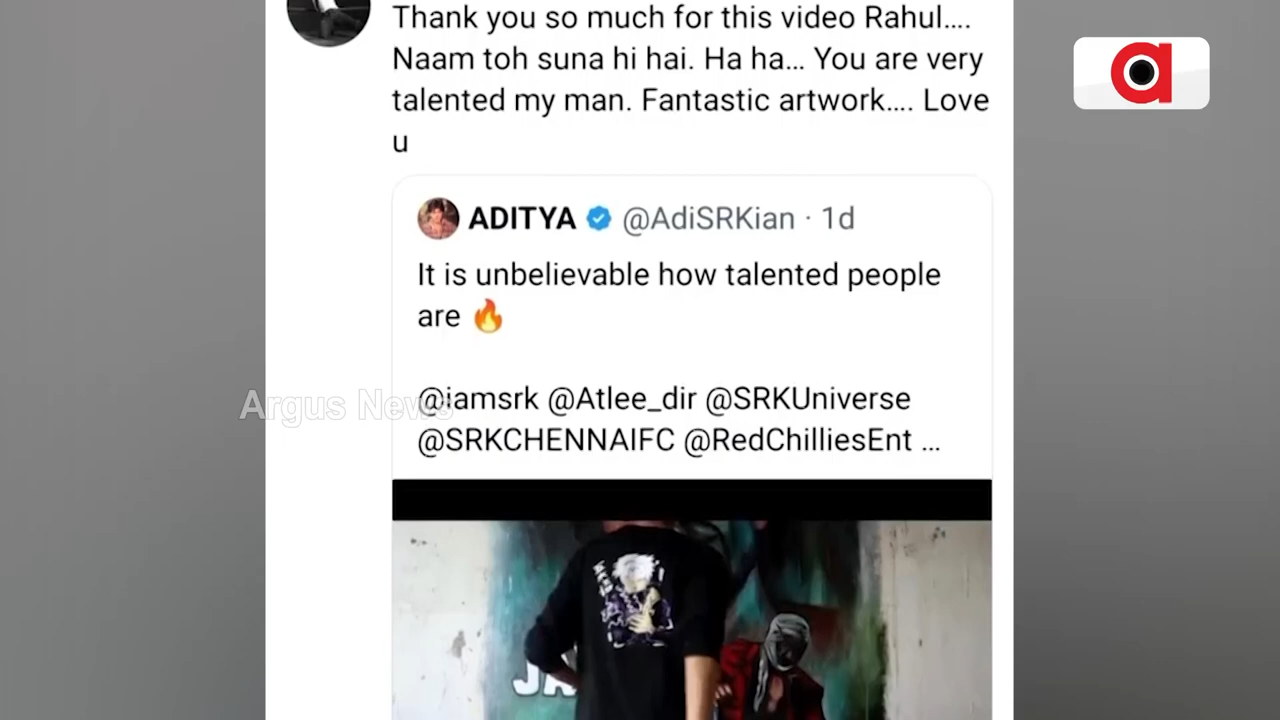 Thank you so much for this video Rahul….
Naam toh suna hi hai. Ha ha… You are very
talented my man. Fantastic artwork…. Love
u
ADITYA @AdiSRKian · 1d
It is unbelievable how talented people
are 🔥
@iamsrk @Atlee_dir @SRKUniverse
@SRKCHENNAIFC @RedChilliesEnt ...
Argus News
JA